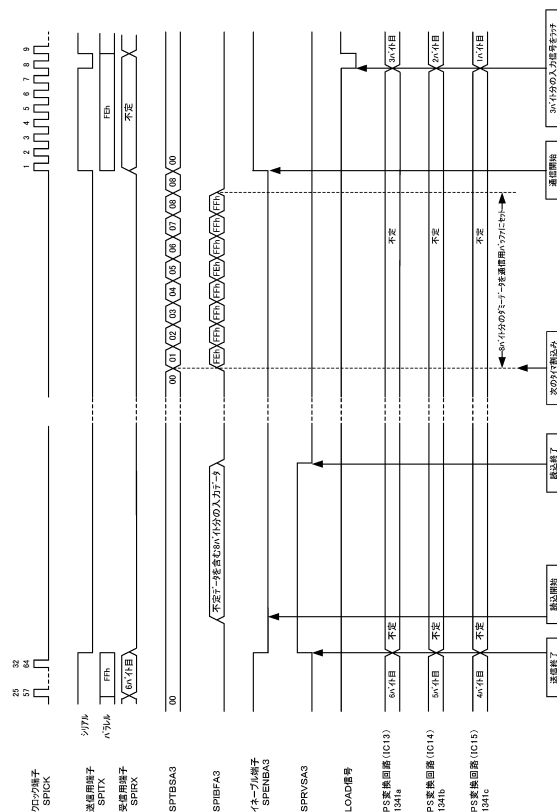 25 32 1 2 3 4 5 6 7 8 9
57 64
クロック端子
SPICK
シリアル
送信用端子
SPITX
パラレル
FFh
FEh
受信用端子
SPIRX
6バイト目
不定
SPTBSA3
00
00 01 02 03 04 05 06 07 08 08 00
SPIBFA3
不定データを含む8バイト分の入力データ
FEh FFh FFh FFh FEh FFh FFh FFh FFh
イネーブル端子
SPENBA3
SPRVSA3
LOAD信号
PS変換回路(IC13)
1341a
6バイト目
不定
不定
3バイト目
PS変換回路(IC14)
1341b
5バイト目
不定
不定
2バイト目
PS変換回路(IC15)
1341c
4バイト目
不定
不定
1バイト目
8バイト分のダミーデータを通信用バッファにセット
送信終了
読込開始
読込終了
次のタイマ割込み
通信開始
3バイト分の入力信号をラッチ